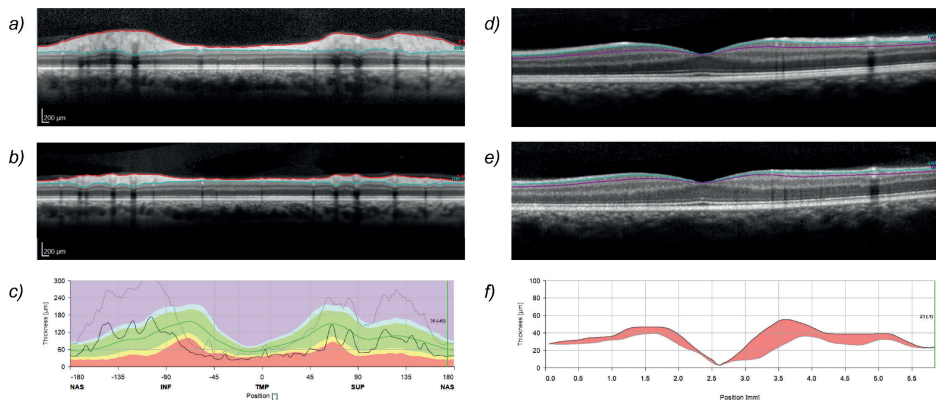 a)
200 µm
b)
200 µm
c)
Thickness [µm]
300
240
180
120
60
0
-180 -135 -90 -45 0 45 90 135 180
NAS INF TMP SUP NAS
Position [°]
d)
e)
f)
Thickness [µm]
100
80
60
40
20
0
0.0 0.5 1.0 1.5 2.0 2.5 3.0 3.5 4.0 4.5 5.0 5.5
Position [mm]